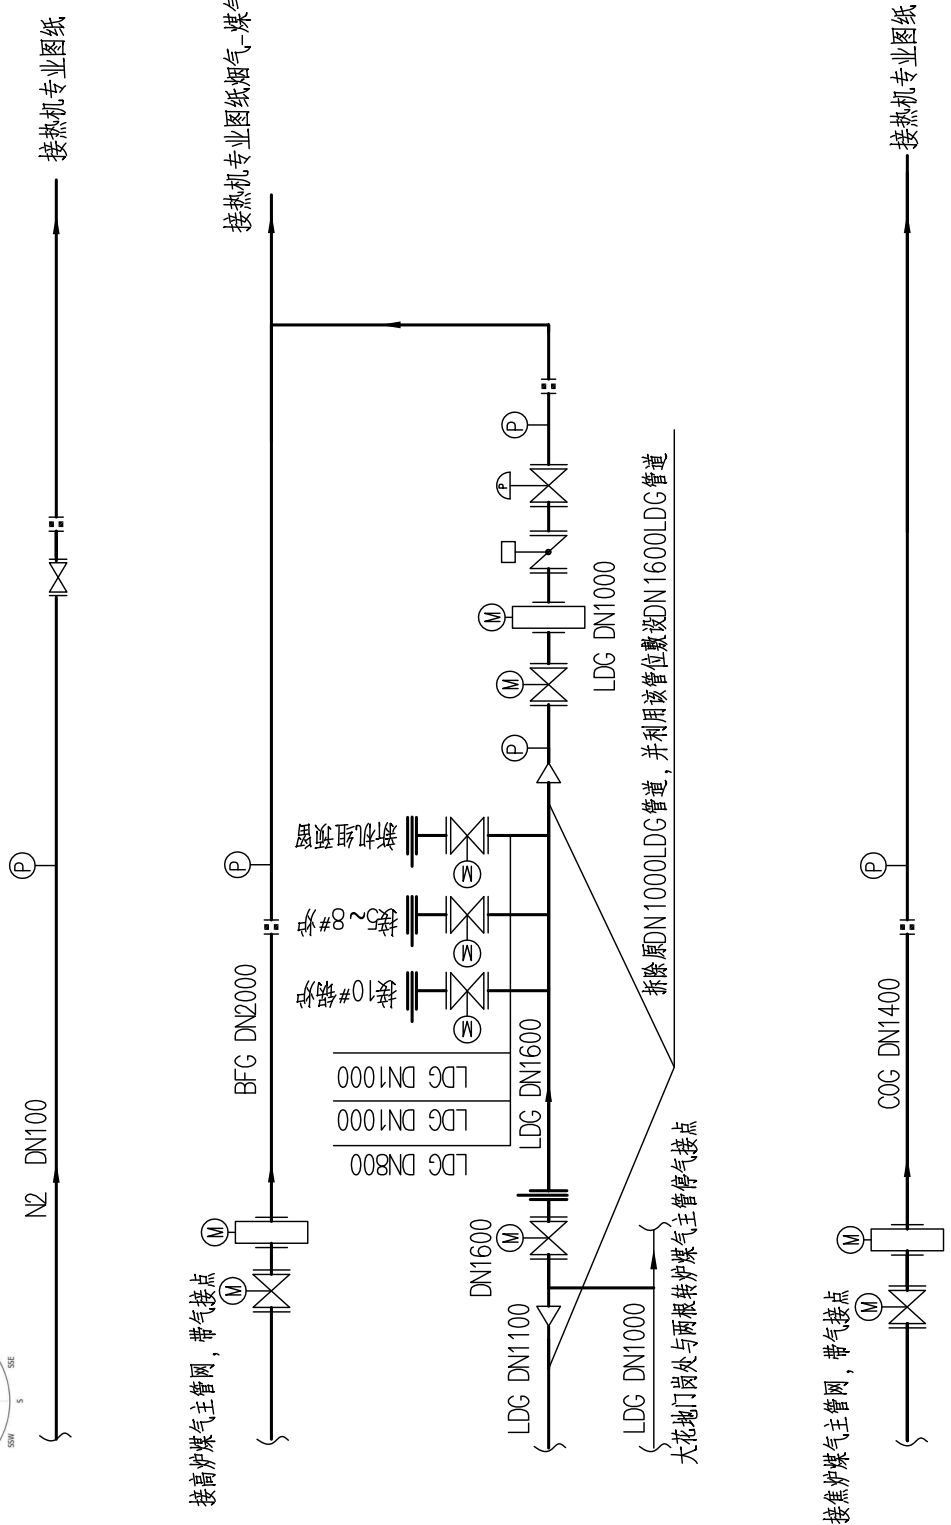 接热机专业图纸
N2 DN100
P
SSW
S
SSE
接热机专业图纸烟气-煤气
BFG DN2000
P
M
M
接高炉煤气主管网，带气接点
新机组预留
接5~8#炉
接10#锅炉
M
M
M
LDG DN1000
LDG DN1000
LDG DN800
P
P
M
M
P
LDG DN1000
LDG DN1600
M
DN1600
LDG DN1100
LDG DN1000
拆除原DN1000LDG管道，并利用该管位敷设DN1600LDG管道
大花地门岗处与两根转炉煤气主管停气接点
接热机专业图纸
P
COG DN1400
M
M
接焦炉煤气主管网，带气接点